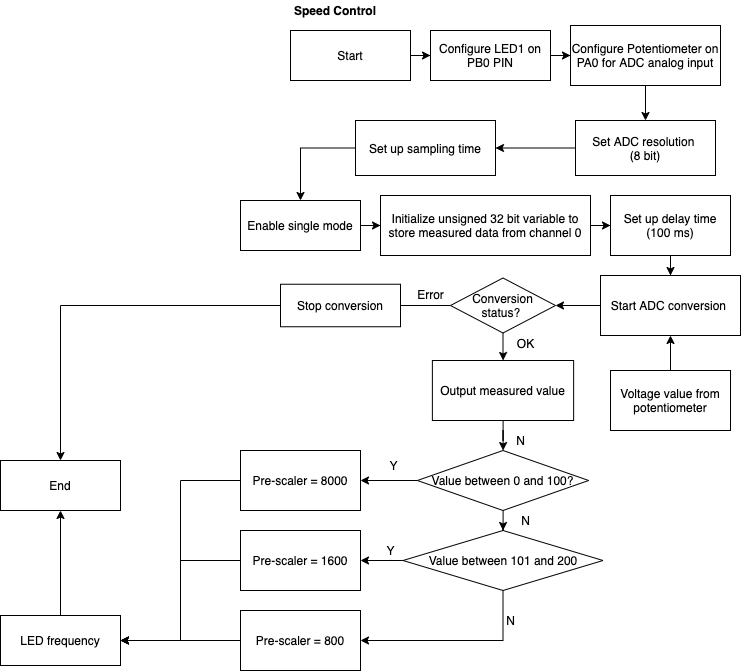 Speed Control
Start
Configure LED1 on
PB0 PIN
Configure Potentiometer on
PA0 for ADC analog input
Set up sampling time
Set ADC resolution
(8 bit)
Enable single mode
Initialize unsigned 32 bit variable to
store measured data from channel 0
Set up delay time
(100 ms)
Stop conversion
Error
Conversion
status?
Start ADC conversion
OK
Output measured value
Voltage value from
potentiometer
N
End
Pre-scaler = 8000
Y
Value between 0 and 100?
N
Pre-scaler = 1600
Y
Value between 101 and 200
N
LED frequency
Pre-scaler = 800